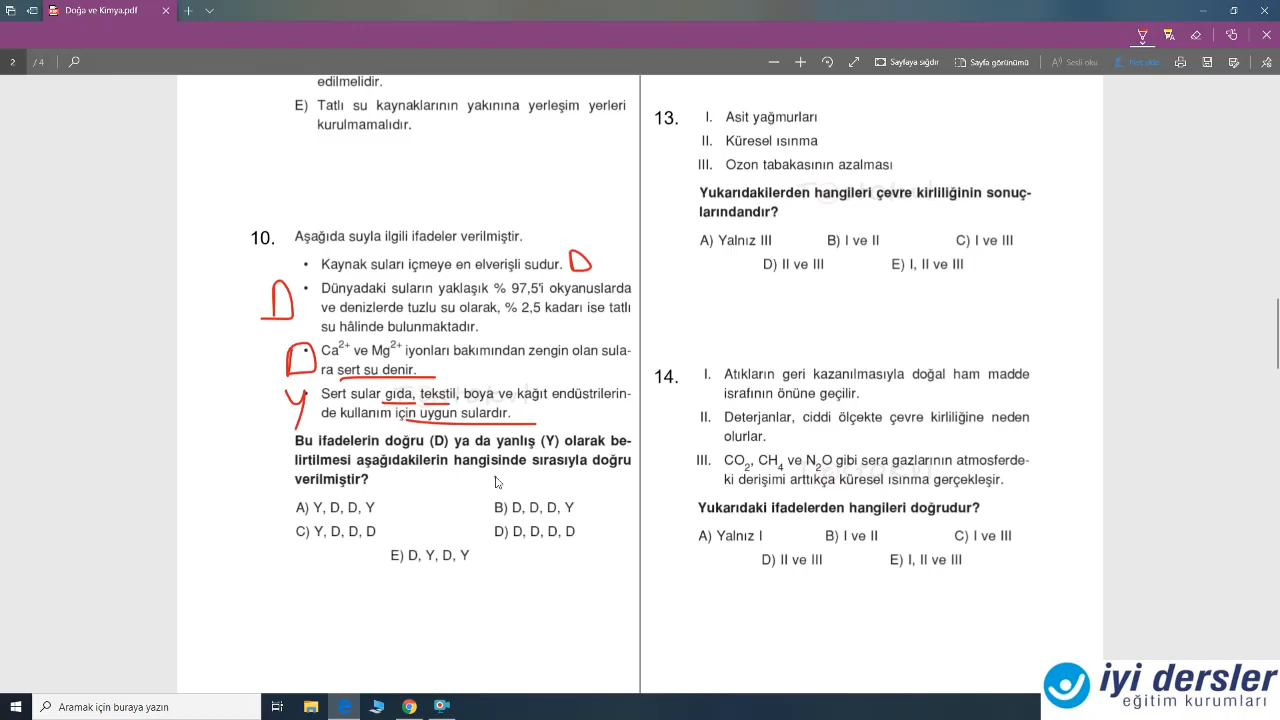 Doğa ve Kimya.pdf
2 /4
Sayfaya sığdır
Sayfa görünümü
Sesli oku
edilmelidir.
E) Tatlı su kaynaklarının yakınına yerleşim yerleri
kurulmamalıdır.
10. Aşağıda suyla ilgili ifadeler verilmiştir.
• Kaynak suları içmeye en elverişli sudur. D
D • Dünyadaki suların yaklaşık % 97,5'i okyanuslarda
ve denizlerde tuzlu su olarak, % 2,5 kadarı ise tatlı
su hâlinde bulunmaktadır.
D • Ca2+ ve Mg2+ iyonları bakımından zengin olan sula-
ra sert su denir.
Y • Sert sular gıda, tekstil, boya ve kağıt endüstrilerin-
de kullanım için uygun sulardır.
Bu ifadelerin doğru (D) ya da yanlış (Y) olarak be-
lirtilmesi aşağıdakilerin hangisinde sırasıyla doğru
verilmiştir?
A) Y, D, D, Y B) D, D, D, Y
C) Y, D, D, D D) D, D, D, D
E) D, Y, D, Y
13. I. Asit yağmurları
II. Küresel ısınma
III. Ozon tabakasının azalması
Yukarıdakilerden hangileri çevre kirliliğinin sonuç-
larındandır?
A) Yalnız III B) I ve II C) I ve III
D) II ve III E) I, II ve III
14. I. Atıkların geri kazanılmasıyla doğal ham madde
israfının önüne geçilir.
II. Deterjanlar, ciddi ölçekte çevre kirliliğine neden
olurlar.
III. CO2, CH4 ve N2O gibi sera gazlarının atmosferde-
ki derişimi arttıkça küresel ısınma gerçekleşir.
Yukarıdaki ifadelerden hangileri doğrudur?
A) Yalnız I B) I ve II C) I ve III
D) II ve III E) I, II ve III
Aramak için buraya yazın
iyi dersler
eğitim kurumları